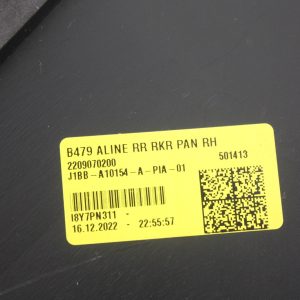 B479 ALINE RR RKR PAN RH
2209070200
501413
J1BB-A10154-A-PIA-01
I8Y7PN311 -
16.12.2022 - 22:55:57